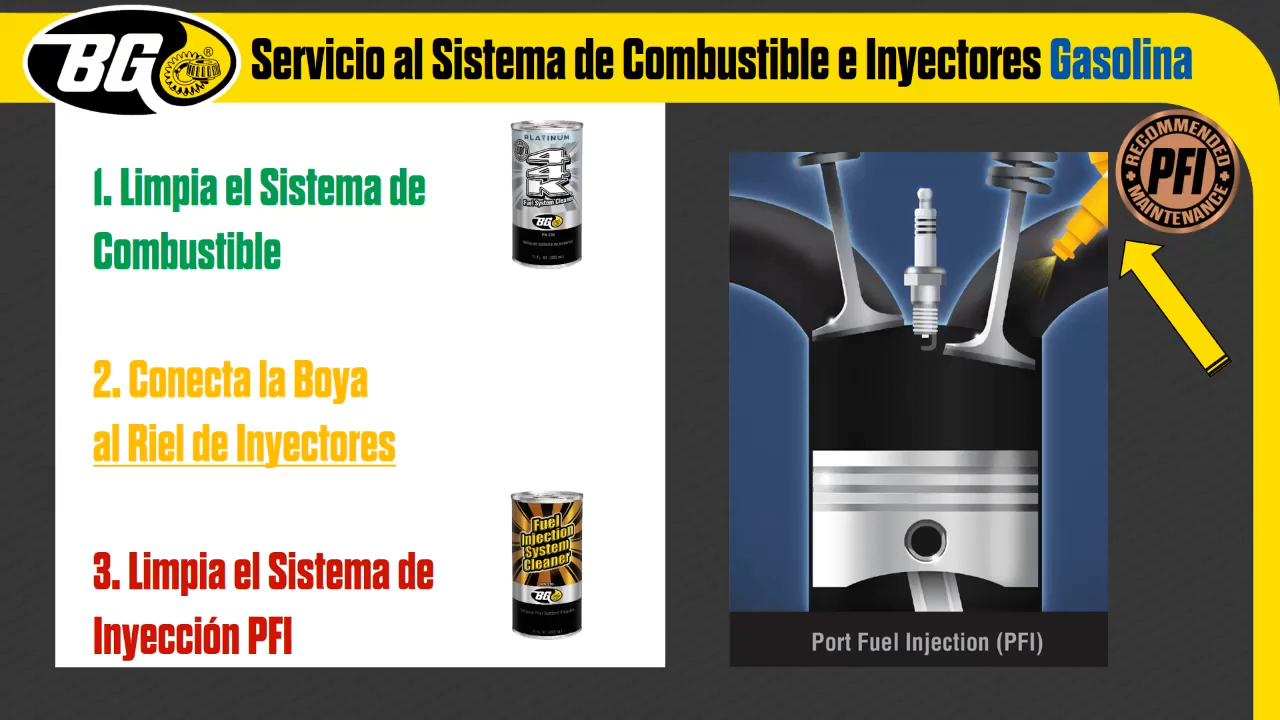 BG ® Servicio al Sistema de Combustible e Inyectores Gasolina
1. Limpia el Sistema de
Combustible
PLATINUM
44K
Fuel System Cleaner
BG
2. Conecta la Boya
al Riel de Inyectores
3. Limpia el Sistema de
Inyección PFI
Fuel
Injection
System
Cleaner
BG
RECOMMENDED
PFI
MAINTENANCE
Port Fuel Injection (PFI)